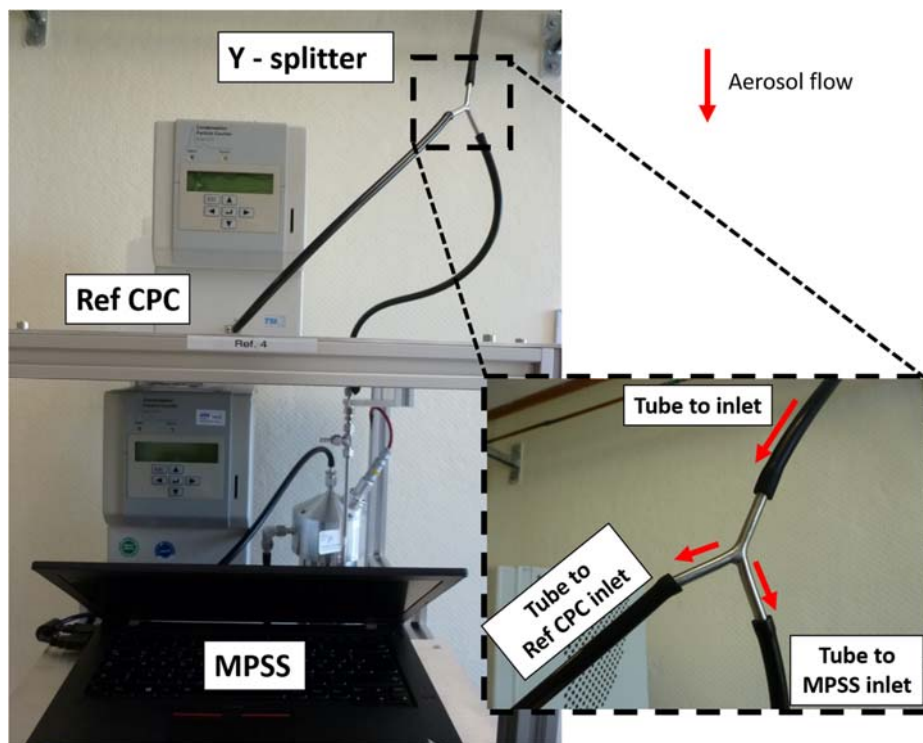 Y - splitter
Aerosol flow
Ref CPC
TSI
Ref. 4
Tube to inlet
Tube to
Ref CPC inlet
MPSS
Tube to
MPSS inlet